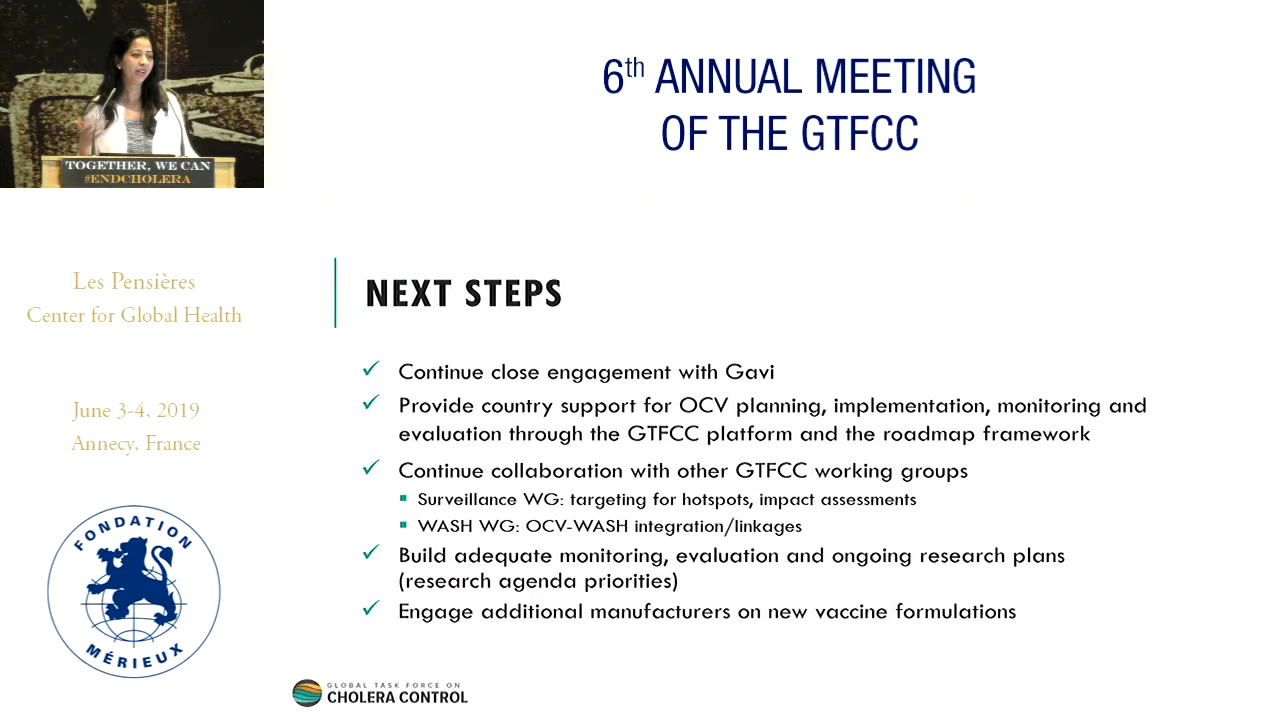 TOGETHER, WE CAN
#ENDCHOLERA
6th ANNUAL MEETING
OF THE GTFCC
Les Pensières
Center for Global Health
June 3-4, 2019
Annecy, France
FONDATION
MÉRIEUX
NEXT STEPS
✓ Continue close engagement with Gavi
✓ Provide country support for OCV planning, implementation, monitoring and
evaluation through the GTFCC platform and the roadmap framework
✓ Continue collaboration with other GTFCC working groups
▪ Surveillance WG: targeting for hotspots, impact assessments
▪ WASH WG: OCV-WASH integration/linkages
✓ Build adequate monitoring, evaluation and ongoing research plans
(research agenda priorities)
✓ Engage additional manufacturers on new vaccine formulations
GLOBAL TASK FORCE ON
CHOLERA CONTROL